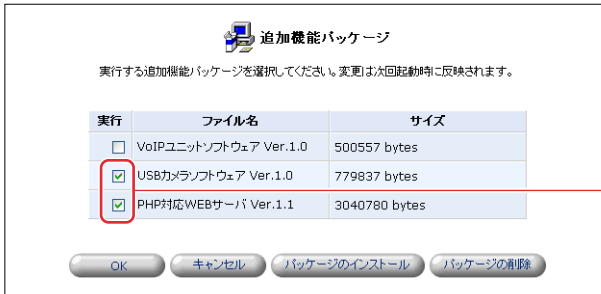 追加機能パッケージ
実行する追加機能パッケージを選択してください。変更は次回起動時に反映されます。
実行 ファイル名 サイズ
VoIPユニットソフトウェア Ver.1.0 500557 bytes
USBカメラソフトウェア Ver.1.0 779837 bytes
PHP対応WEBサーバ Ver.1.1 3040780 bytes
OK キャンセル パッケージのインストール パッケージの削除